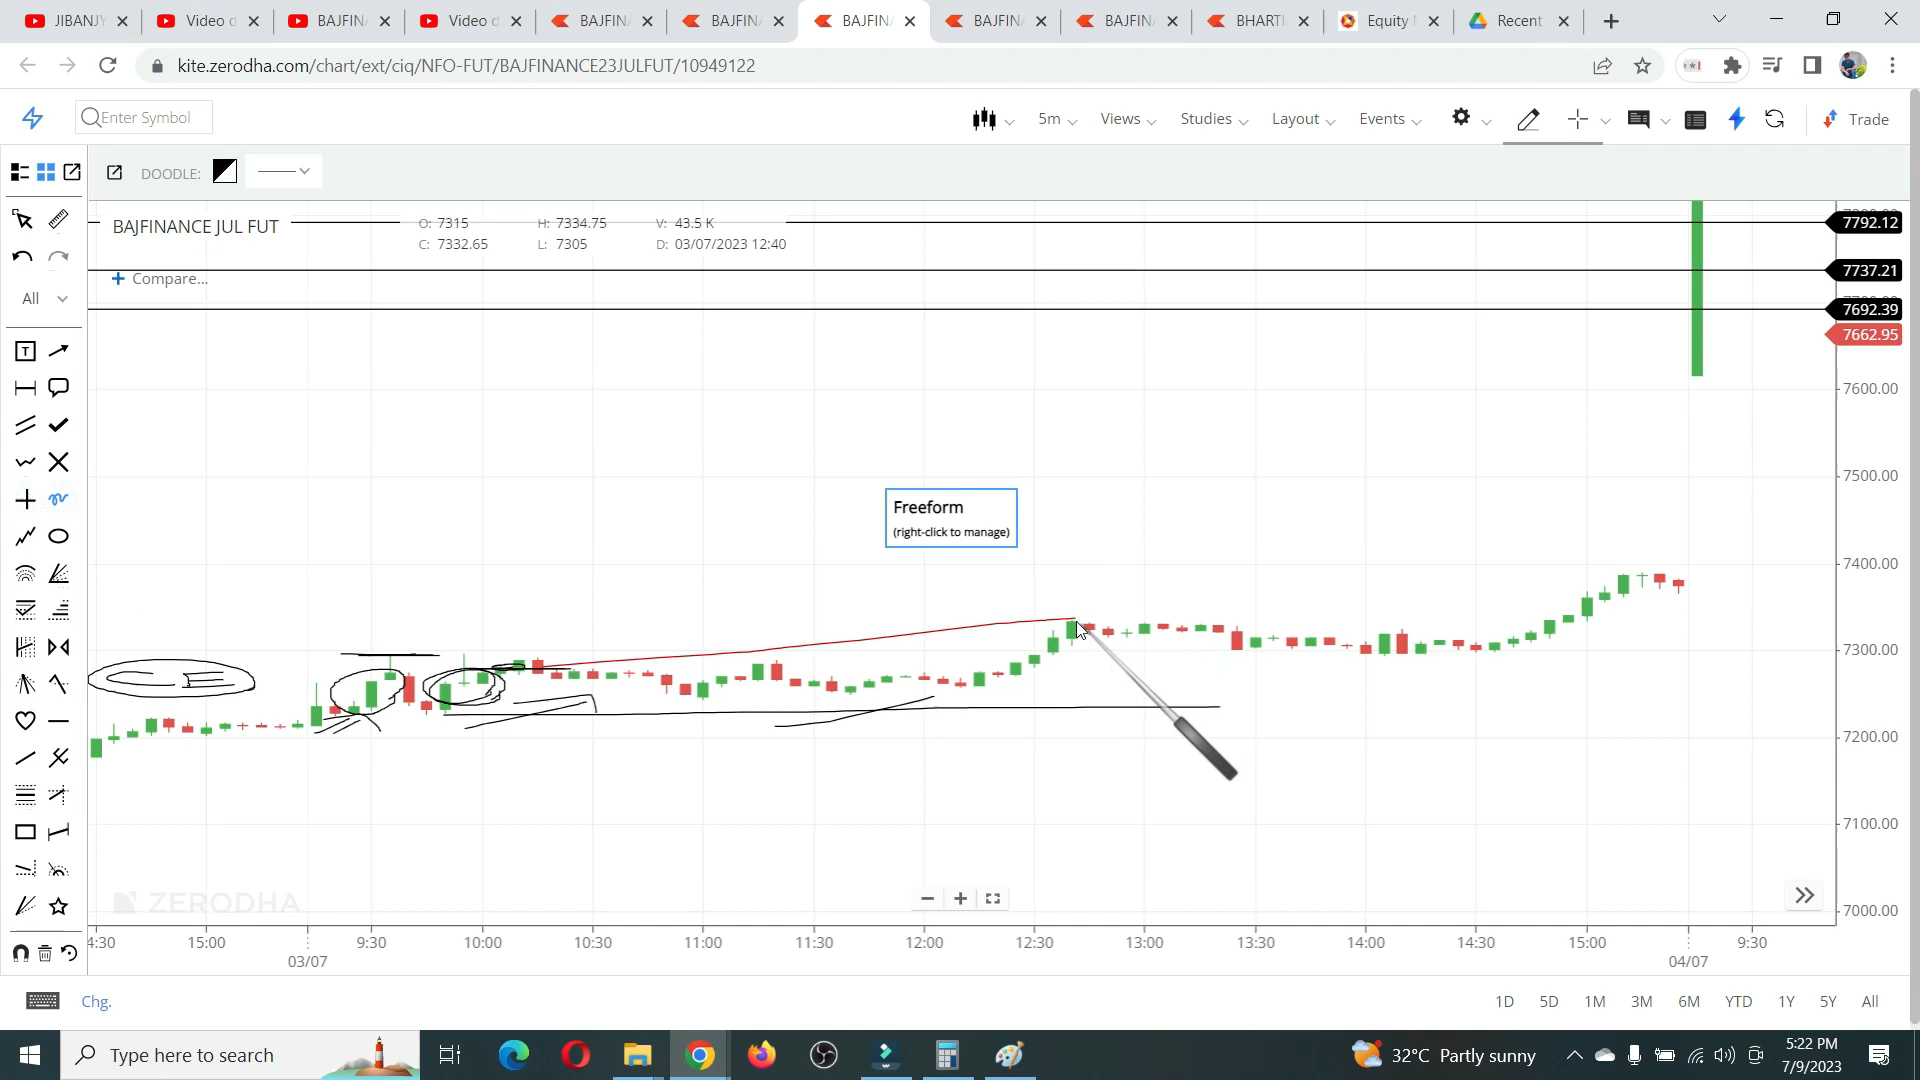 JIBANJY
Video d
BAJFIN
Video d
BAJFIN
BAJFIN
BAJFIN
BAJFIN
BAJFIN
BHARTI
Equity
Recent
kite.zerodha.com/chart/ext/ciq/NFO-FUT/BAJFINANCE23JULFUT/10949122
Enter Symbol
5m
Views
Studies
Layout
Events
Trade
DOODLE:
BAJFINANCE JUL FUT
O: 7315
H: 7334.75
V: 43.5 K
C: 7332.65
L: 7305
D: 03/07/2023 12:40
Compare...
All
7792.12
7737.21
7692.39
7662.95
7600.00
7500.00
7400.00
7300.00
7200.00
7100.00
7000.00
Freeform
(right-click to manage)
CE
ZERODHA
4:30
15:00
9:30
10:00
10:30
11:00
11:30
12:00
12:30
13:00
13:30
14:00
14:30
15:00
9:30
03/07
04/07
Chg.
1D
5D
1M
3M
6M
YTD
1Y
5Y
All
Type here to search
32°C Partly sunny
5:22 PM
7/9/2023